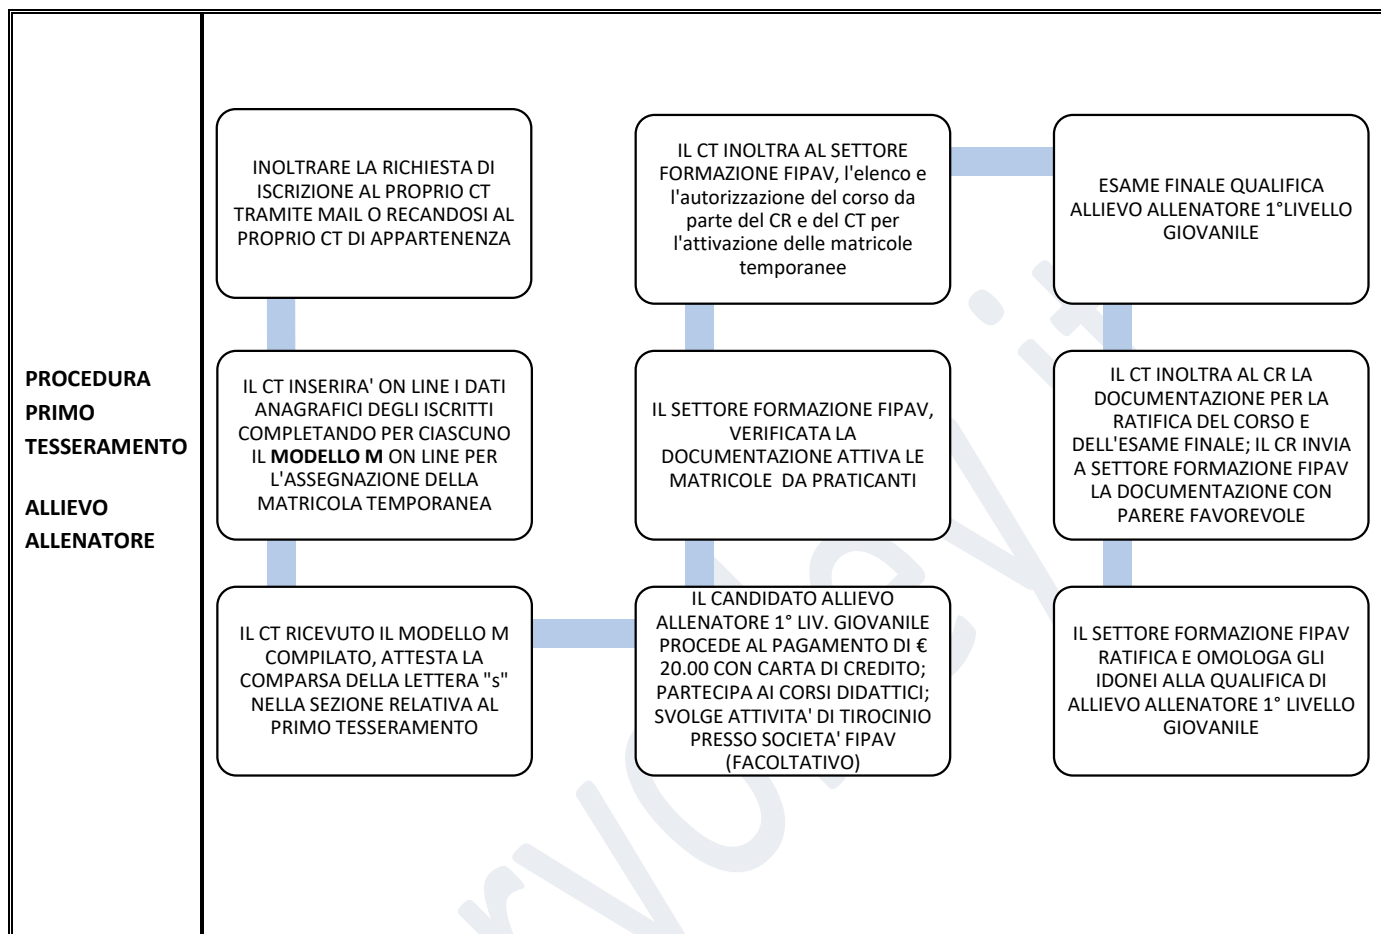 PROCEDURA
PRIMO
TESSERAMENTO
ALLIEVO
ALLENATORE
INOLTRARE LA RICHIESTA DI
ISCRIZIONE AL PROPRIO CT
TRAMITE MAIL O RECANDOSI AL
PROPRIO CT DI APPARTENENZA
IL CT INSERIRA' ON LINE I DATI
ANAGRAFICI DEGLI ISCRITTI
COMPLETANDO PER CIASCUNO
IL MODELLO M ON LINE PER
L'ASSEGNAZIONE DELLA
MATRICOLA TEMPORANEA
IL CT RICEVUTO IL MODELLO M
COMPILATO, ATTESTA LA
COMPARSA DELLA LETTERA "s"
NELLA SEZIONE RELATIVA AL
PRIMO TESSERAMENTO
IL CANDIDATO ALLIEVO
ALLENATORE 1° LIV. GIOVANILE
PROCEDE AL PAGAMENTO DI €
20.00 CON CARTA DI CREDITO;
PARTECIPA AI CORSI DIDATTICI;
SVOLGE ATTIVITA' DI TIROCINIO
PRESSO SOCIETA' FIPAV
(FACOLTATIVO)
IL SETTORE FORMAZIONE FIPAV,
VERIFICATA LA
DOCUMENTAZIONE ATTIVA LE
MATRICOLE DA PRATICANTI
IL CT INOLTRA AL SETTORE
FORMAZIONE FIPAV, l'elenco e
l'autorizzazione del corso da
parte del CR e del CT per
l'attivazione delle matricole
temporanee
ESAME FINALE QUALIFICA
ALLIEVO ALLENATORE 1°LIVELLO
GIOVANILE
IL CT INOLTRA AL CR LA
DOCUMENTAZIONE PER LA
RATIFICA DEL CORSO E
DELL'ESAME FINALE; IL CR INVIA
A SETTORE FORMAZIONE FIPAV
LA DOCUMENTAZIONE CON
PARERE FAVOREVOLE
IL SETTORE FORMAZIONE FIPAV
RATIFICA E OMOLOGA GLI
IDONEI ALLA QUALIFICA DI
ALLIEVO ALLENATORE 1° LIVELLO
GIOVANILE